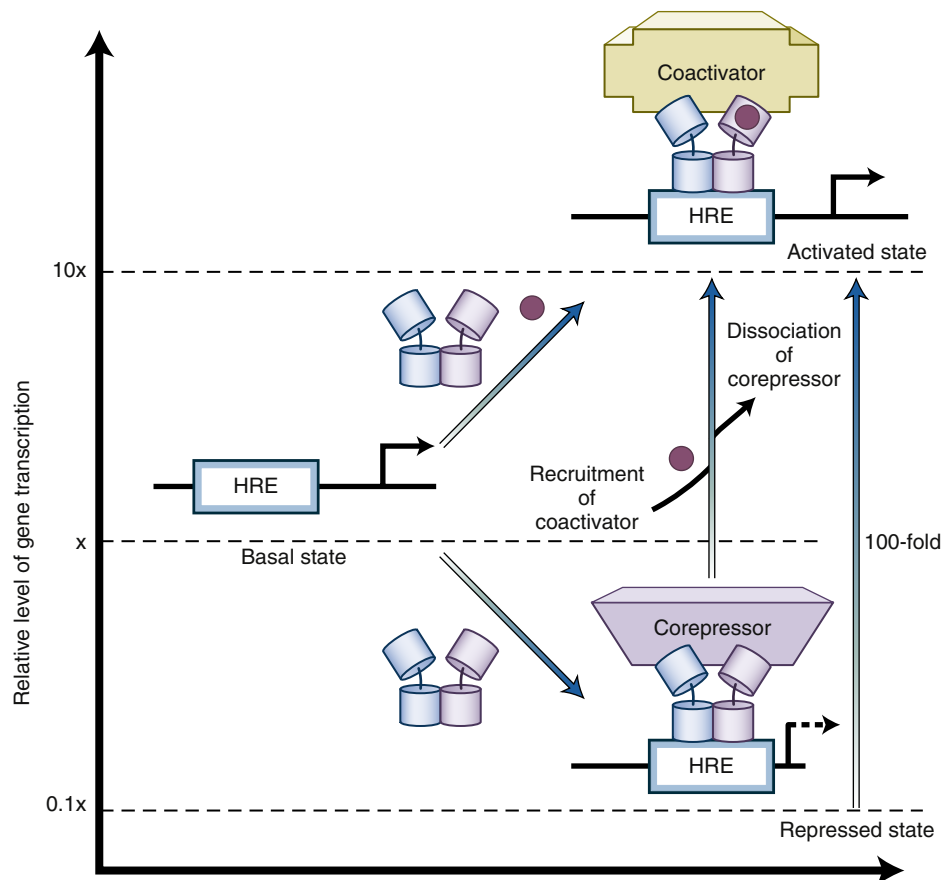 Coactivator
HRE
Activated state
10x
Dissociation
of
corepressor
Recruitment
of
coactivator
HRE
Basal state
x
100-fold
Corepressor
HRE
0.1x
Repressed state
Relative level of gene transcription